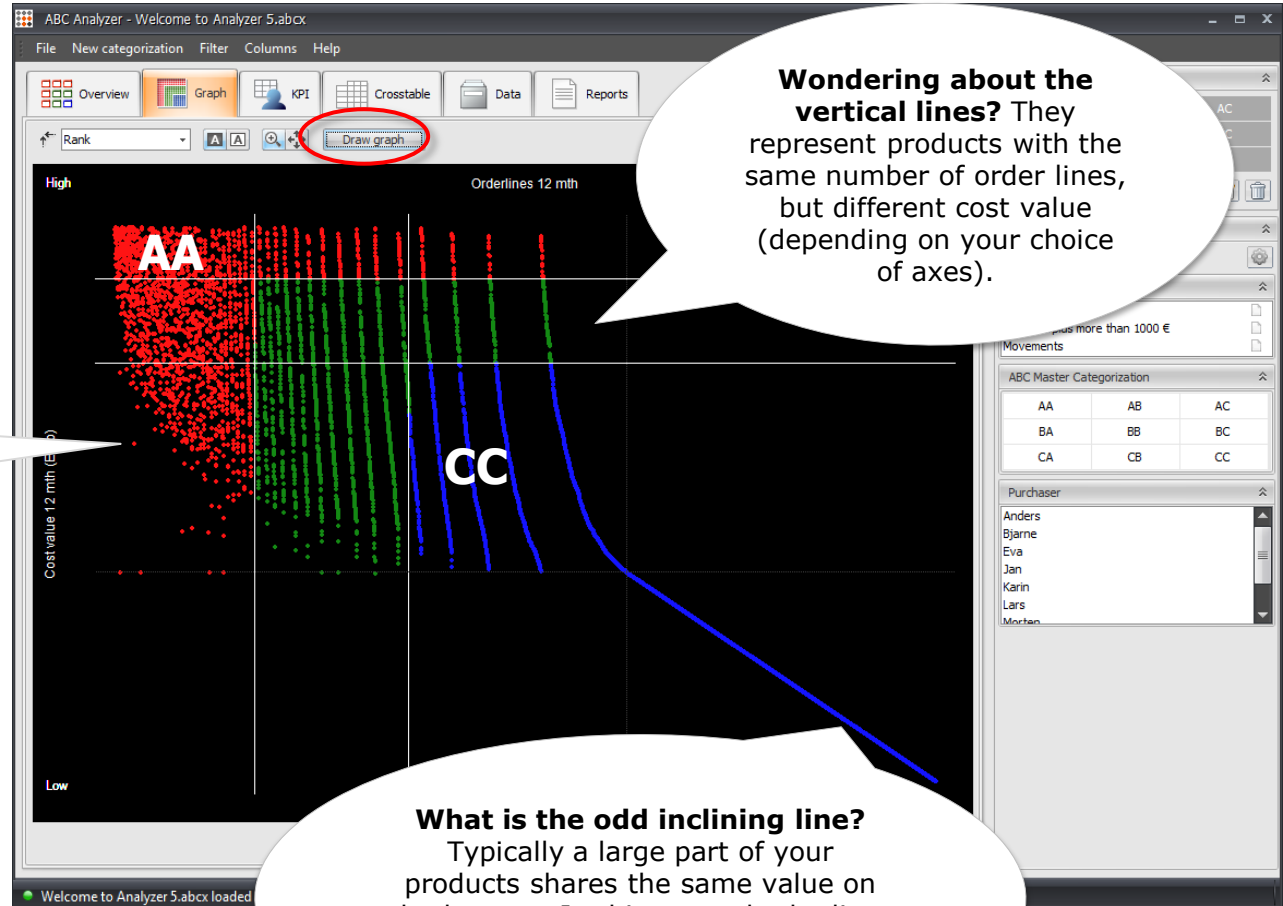 ABC Analyzer - Welcome to Analyzer 5.abcx
File New categorization Filter Columns Help
Overview Graph KPI Crosstable Data Reports
Rank A A Draw graph
High
Orderlines 12 mth
AA
CC
Cost value 12 mth
Low
Wondering about the
vertical lines? They
represent products with the
same number of order lines,
but different cost value
(depending on your choice
of axes).
AC
plus more than 1000 €
Movements
ABC Master Categorization
AA AB AC
BA BB BC
CA CB CC
Purchaser
Anders
Bjarne
Eva
Jan
Karin
Lars
Morten
What is the odd inclining line?
Typically a large part of your
products shares the same value on
Welcome to Analyzer 5.abcx loaded